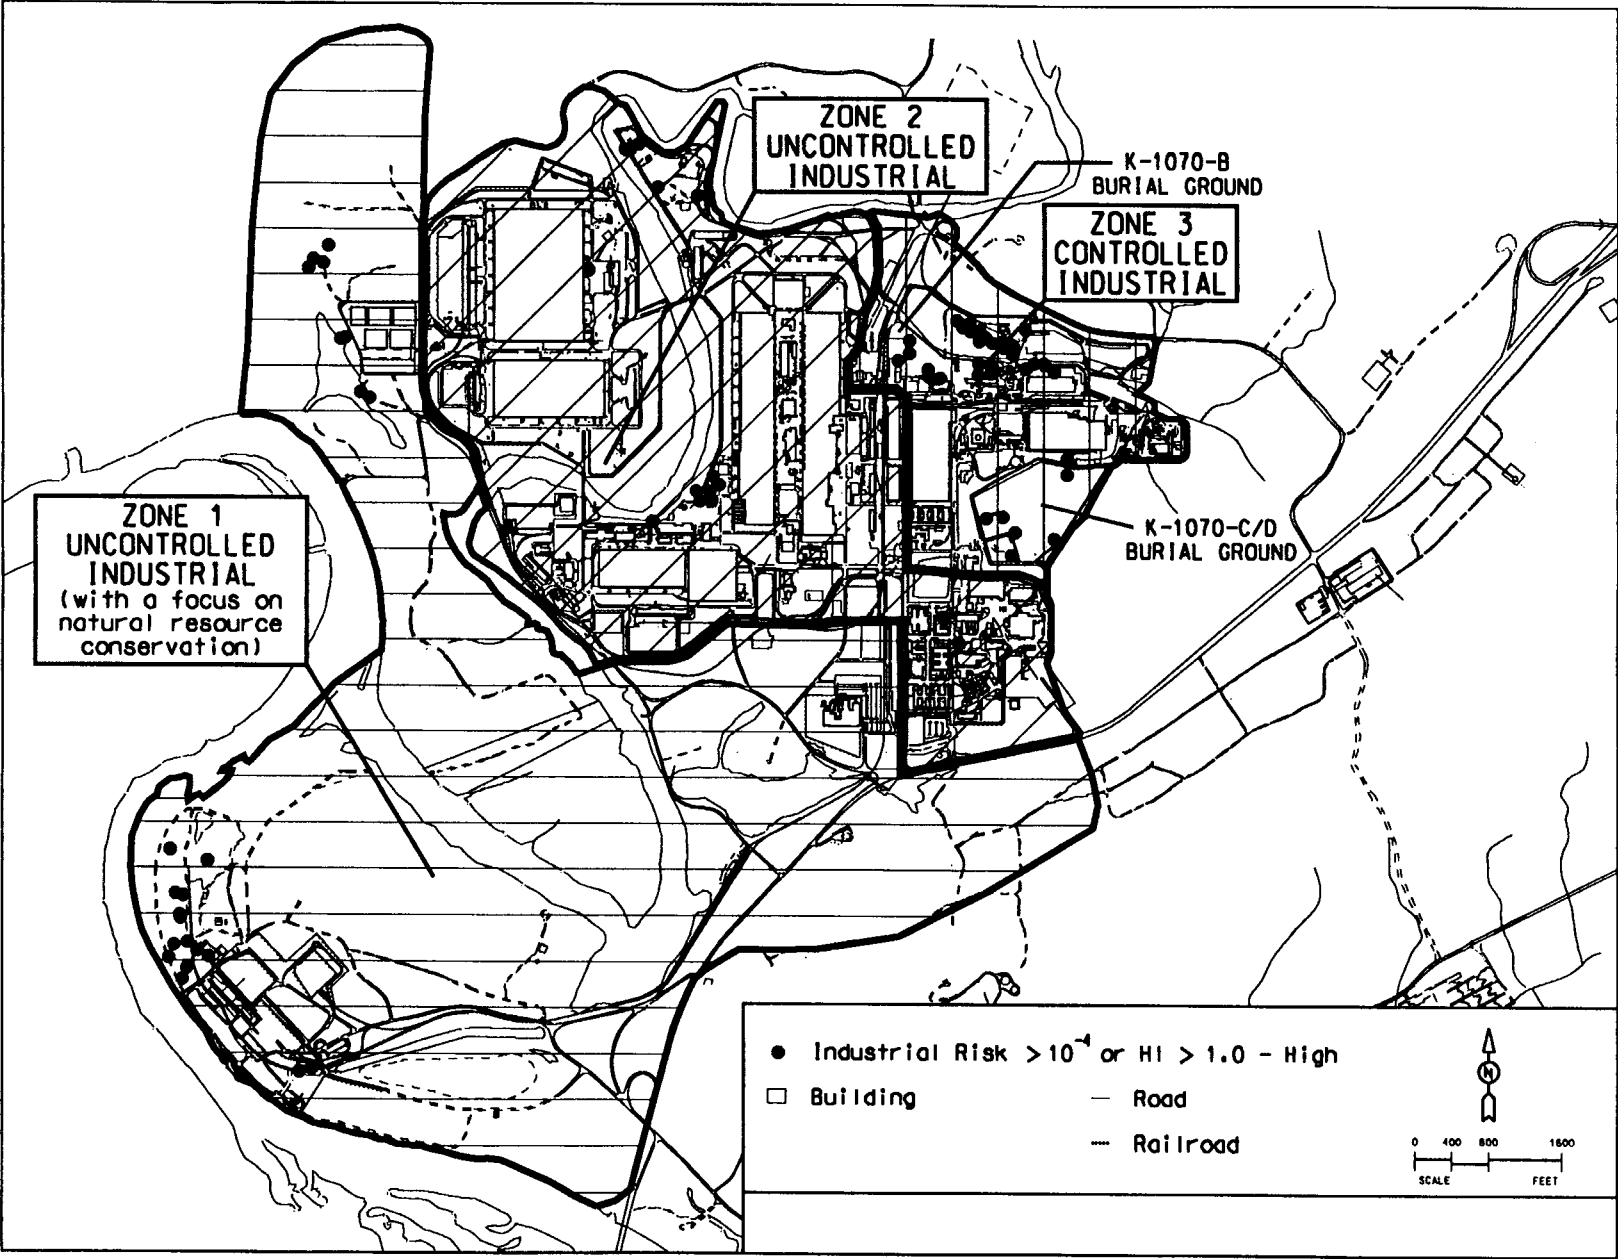 ZONE 2
UNCONTROLLED
INDUSTRIAL
K-1070-B
BURIAL GROUND
ZONE 3
CONTROLLED
INDUSTRIAL
ZONE 1
UNCONTROLLED
INDUSTRIAL
(with a focus on
natural resource
conservation)
K-1070-C/D
BURIAL GROUND
Industrial Risk >10⁻⁴ or HI > 1.0 - High
Building
Road
Railroad
N
0 400 800 1600
SCALE FEET